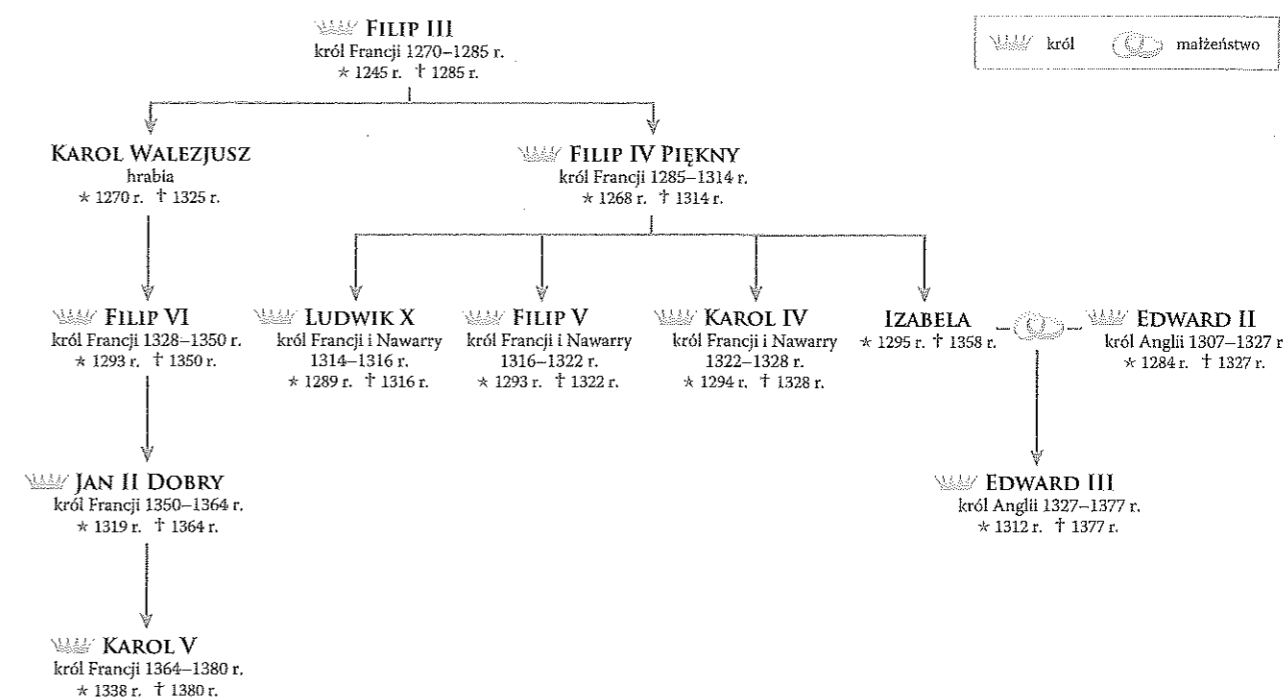 FILIP III
król Francji 1270–1285 r.
✶ 1245 r. † 1285 r.
król
małżeństwo
KAROL WALEZJUSZ
hrabia
✶ 1270 r. † 1325 r.
FILIP IV PIĘKNY
król Francji 1285–1314 r.
✶ 1268 r. † 1314 r.
FILIP VI
król Francji 1328–1350 r.
✶ 1293 r. † 1350 r.
LUDWIK X
król Francji i Nawarry
1314–1316 r.
✶ 1289 r. † 1316 r.
FILIP V
król Francji i Nawarry
1316–1322 r.
✶ 1293 r. † 1322 r.
KAROL IV
król Francji i Nawarry
1322–1328 r.
✶ 1294 r. † 1328 r.
IZABELA
✶ 1295 r. † 1358 r.
EDWARD II
król Anglii 1307–1327 r
✶ 1284 r. † 1327 r.
JAN II DOBRY
król Francji 1350–1364 r.
✶ 1319 r. † 1364 r.
EDWARD III
król Anglii 1327–1377 r.
✶ 1312 r. † 1377 r.
KAROL V
król Francji 1364–1380 r.
✶ 1338 r. † 1380 r.